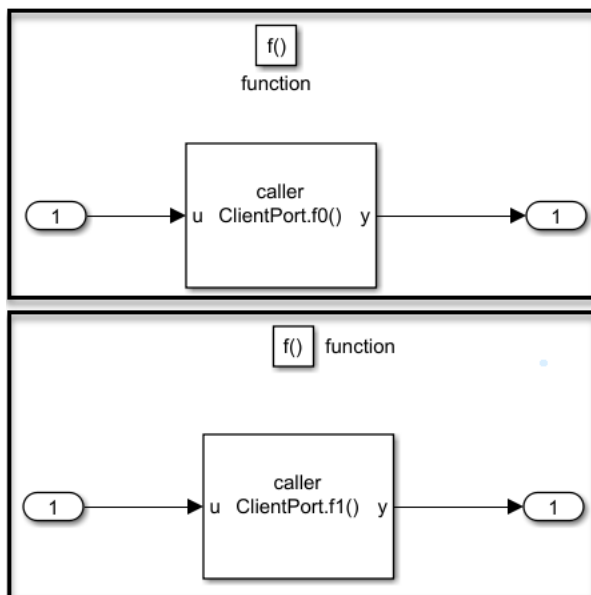 f()
function
caller
1 u ClientPort.f0() y 1
f() function
caller
1 u ClientPort.f1() y 1